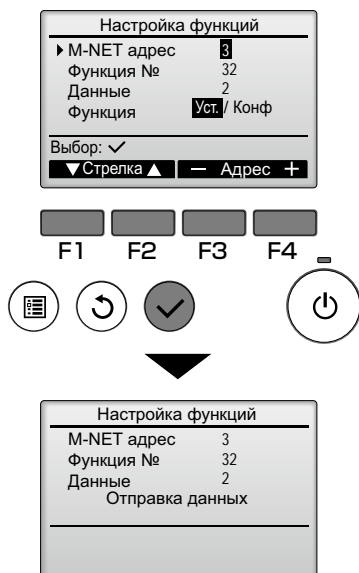 Настройка функций
M-NET адрес 3
Функция № 32
Данные 2
Функция Уст. / Конф
Выбор: ✓
▼Стрелка▲ − Адрес +
F1 F2 F3 F4
Настройка функций
M-NET адрес 3
Функция № 32
Данные 2
Отправка данных